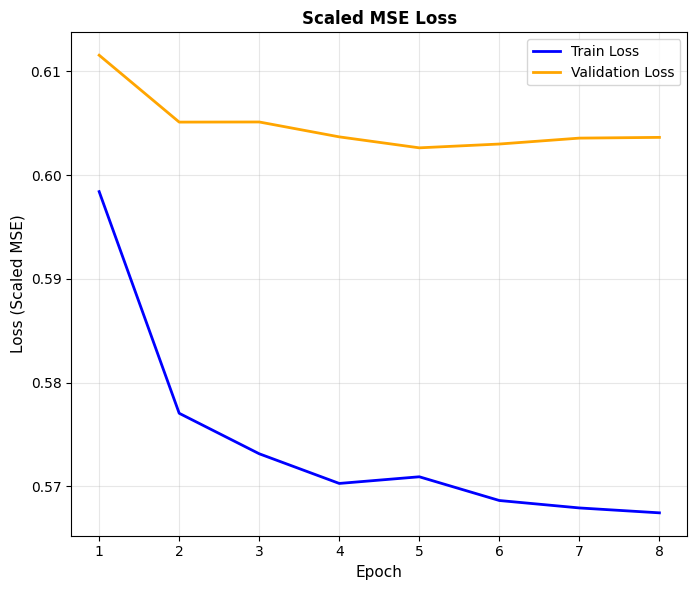 Scaled MSE Loss
Train Loss
Validation Loss
Loss (Scaled MSE)
0.61
0.60
0.59
0.58
0.57
1 2 3 4 5 6 7 8
Epoch